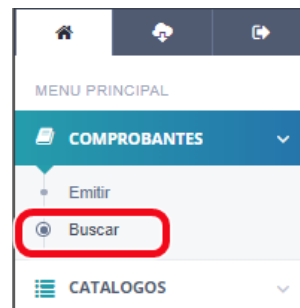 MENU PRINCIPAL
COMPROBANTES
Emitir
Buscar
CATALOGOS